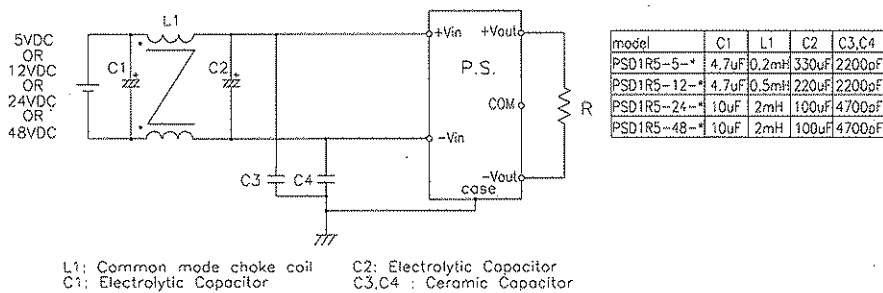 L1
5VDC
OR
12VDC
OR
24VDC
OR
48VDC
C1
+
C2
+
+Vin
+Vout
P.S.
COM
R
-Vin
-Vout
case
C3
C4
model C1 L1 C2 C3,C4
PSD1R5-5-* 4.7uF 0.2mH 330uF 2200pF
PSD1R5-12-* 4.7uF 0.5mH 220uF 2200pF
PSD1R5-24-* 10uF 2mH 100uF 4700pF
PSD1R5-48-* 10uF 2mH 100uF 4700pF
L1: Common mode choke coil C2: Electrolytic Capacitor
C1: Electrolytic Capacitor C3,C4 : Ceramic Capacitor